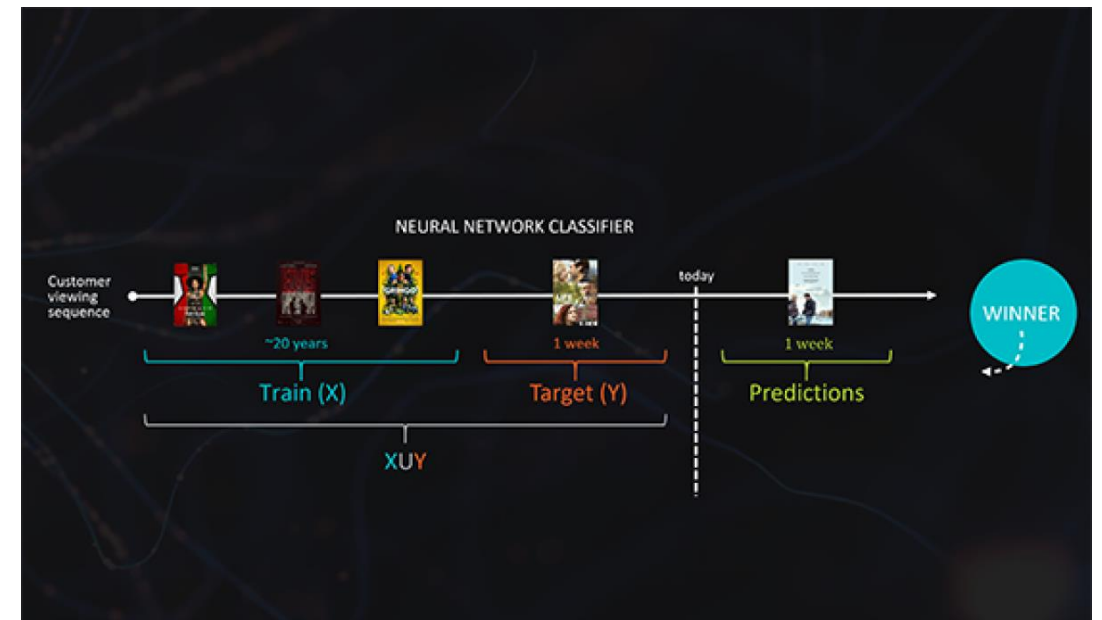 NEURAL NETWORK CLASSIFIER
Customer
viewing
sequence
today
WINNER
~20 years
1 week
1 week
Train (X)
Target (Y)
Predictions
XUY